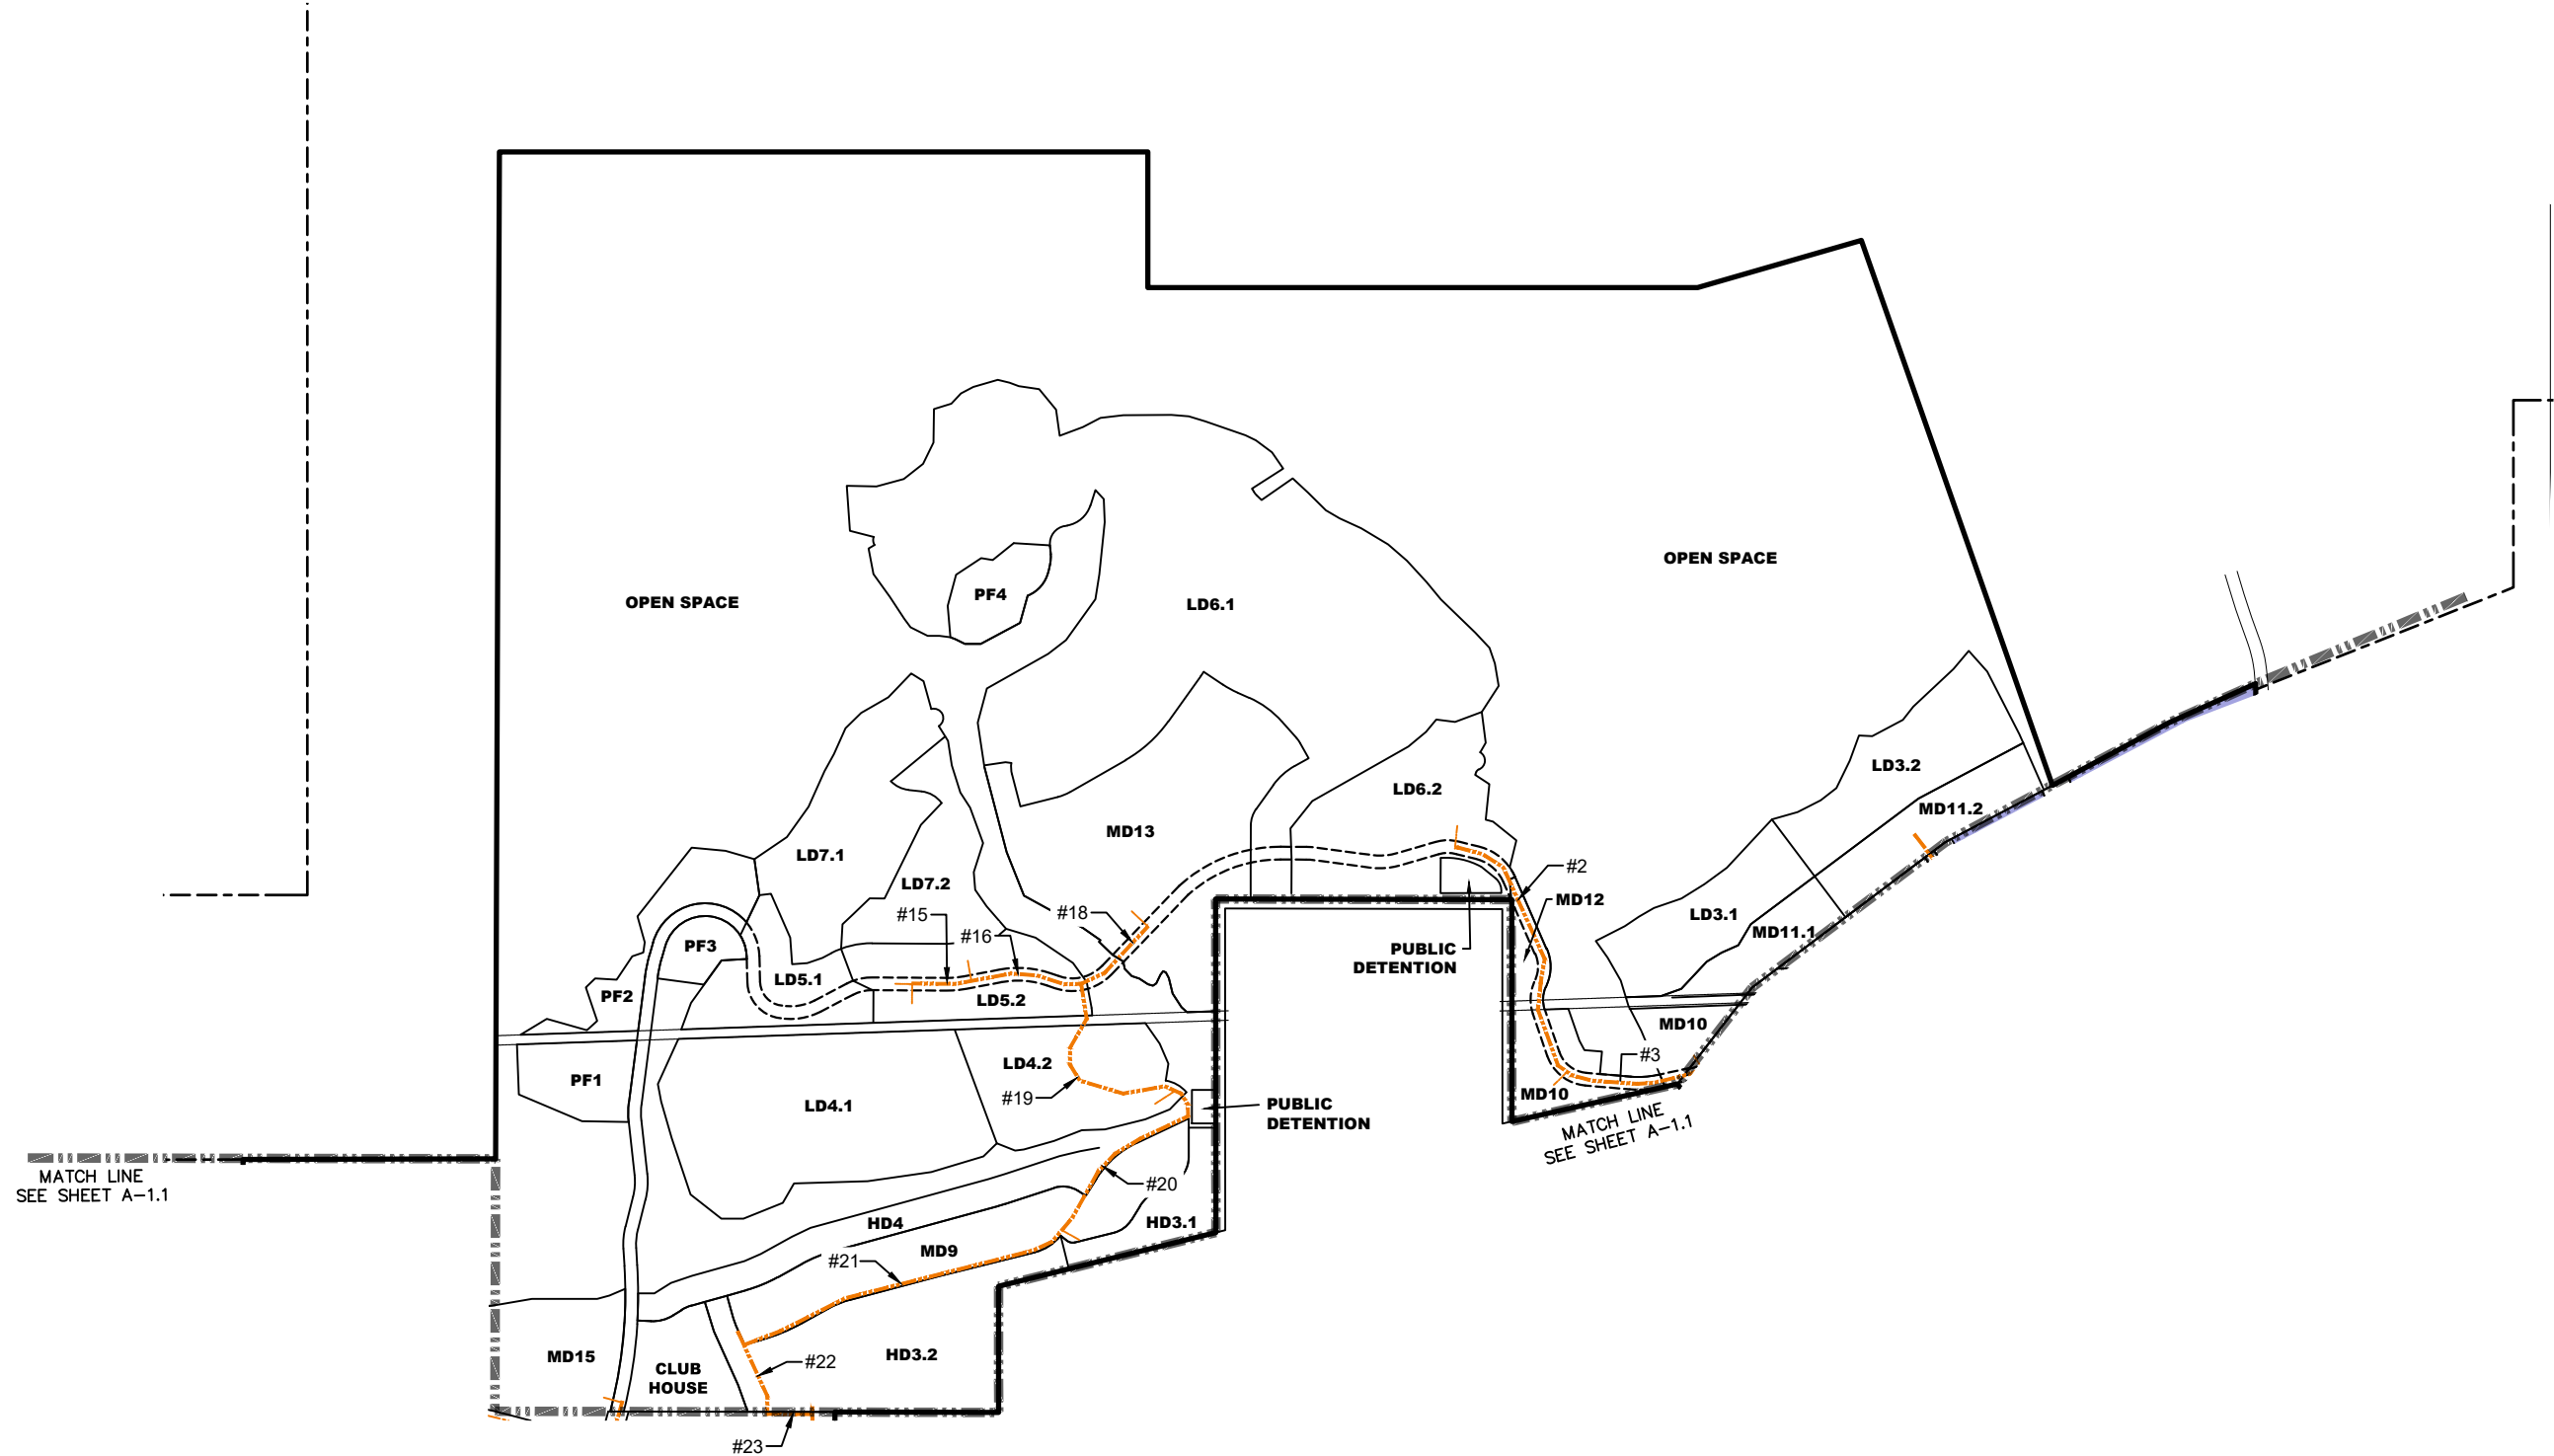 OPEN SPACE
OPEN SPACE
PF4
LD6.1
LD3.2
LD6.2
MD11.2
MD13
LD7.1
#2
LD7.2
MD12
#15
#18
LD3.1
#16
MD11.1
PF3
PUBLIC
DETENTION
LD5.1
PF2
LD5.2
MD10
#3
LD4.2
PF1
MD10
#19
LD4.1
PUBLIC
DETENTION
MATCH LINE
SEE SHEET A-1.1
MATCH LINE
SEE SHEET A-1.1
#20
HD4
HD3.1
MD9
#21
MD15
HD3.2
#22
CLUB
HOUSE
#23